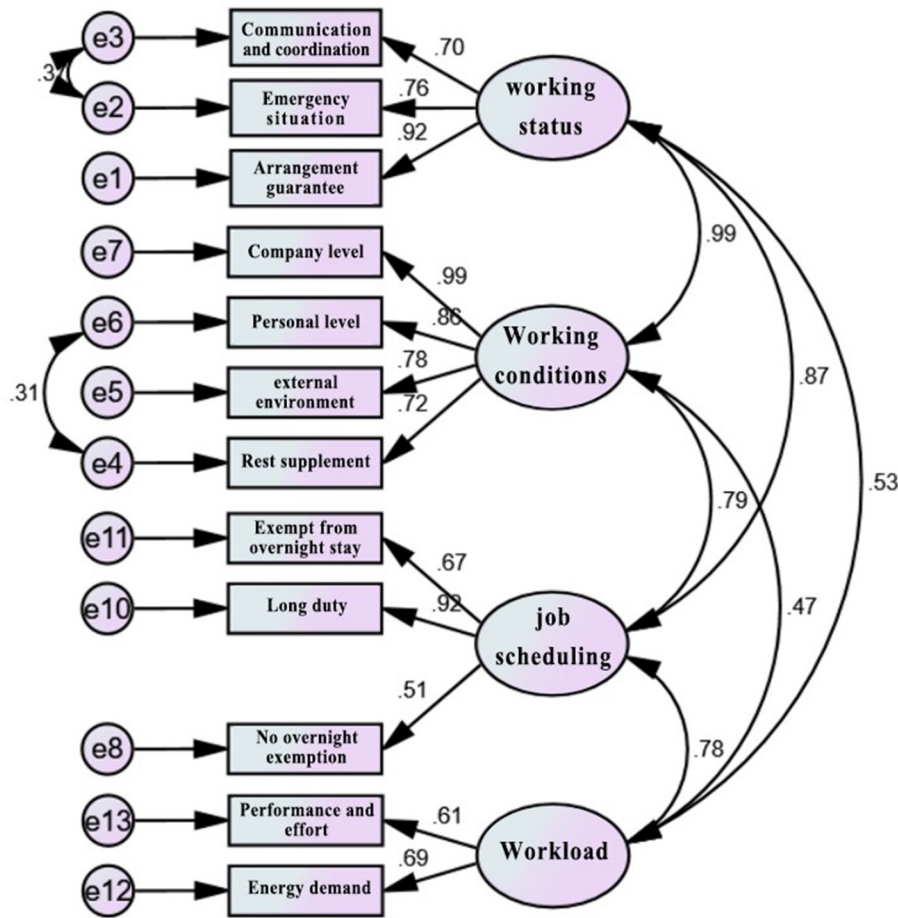 e3
Communication
and coordination
.70
.3
e2
Emergency
situation
.76
working
status
e1
Arrangement
guarantee
.92
e7
Company level
.99
.99
e6
Personal level
.86
Working
conditions
.31
e5
external
environment
.78
.87
e4
Rest supplement
.72
.53
e11
Exempt from
overnight stay
.67
.79
e10
Long duty
.92
job
scheduling
.47
e8
No overnight
exemption
.51
.78
e13
Performance and
effort
.61
Workload
e12
Energy demand
.69